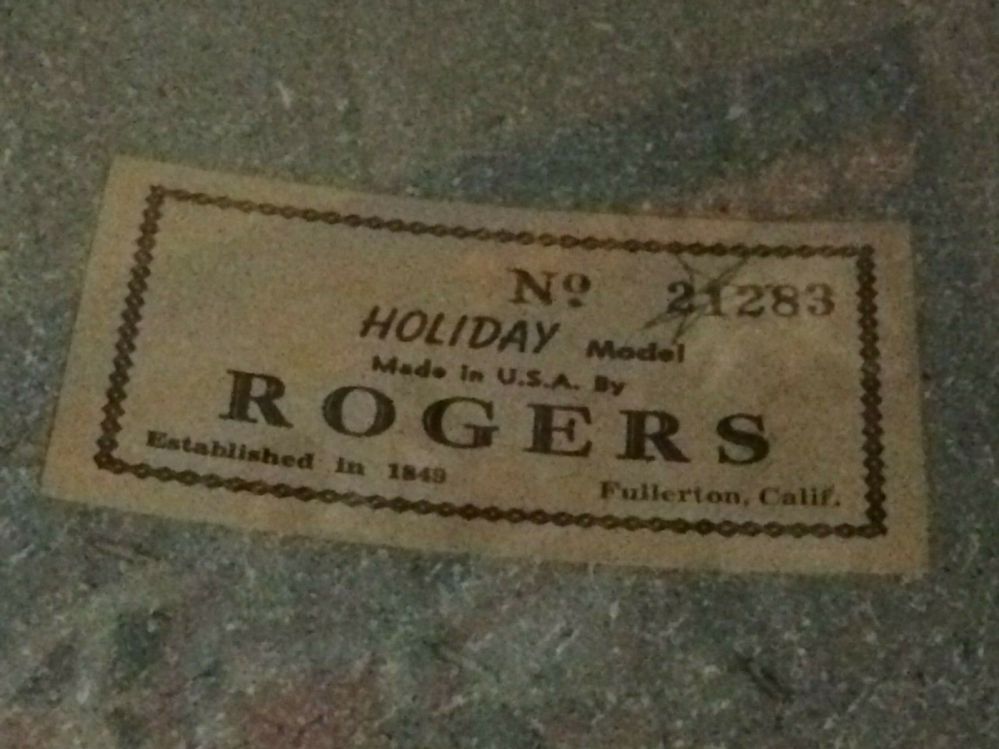 Nº 21283
HOLIDAY Model
Made in U.S.A. By
ROGERS
Established in 1849
Fullerton, Calif.